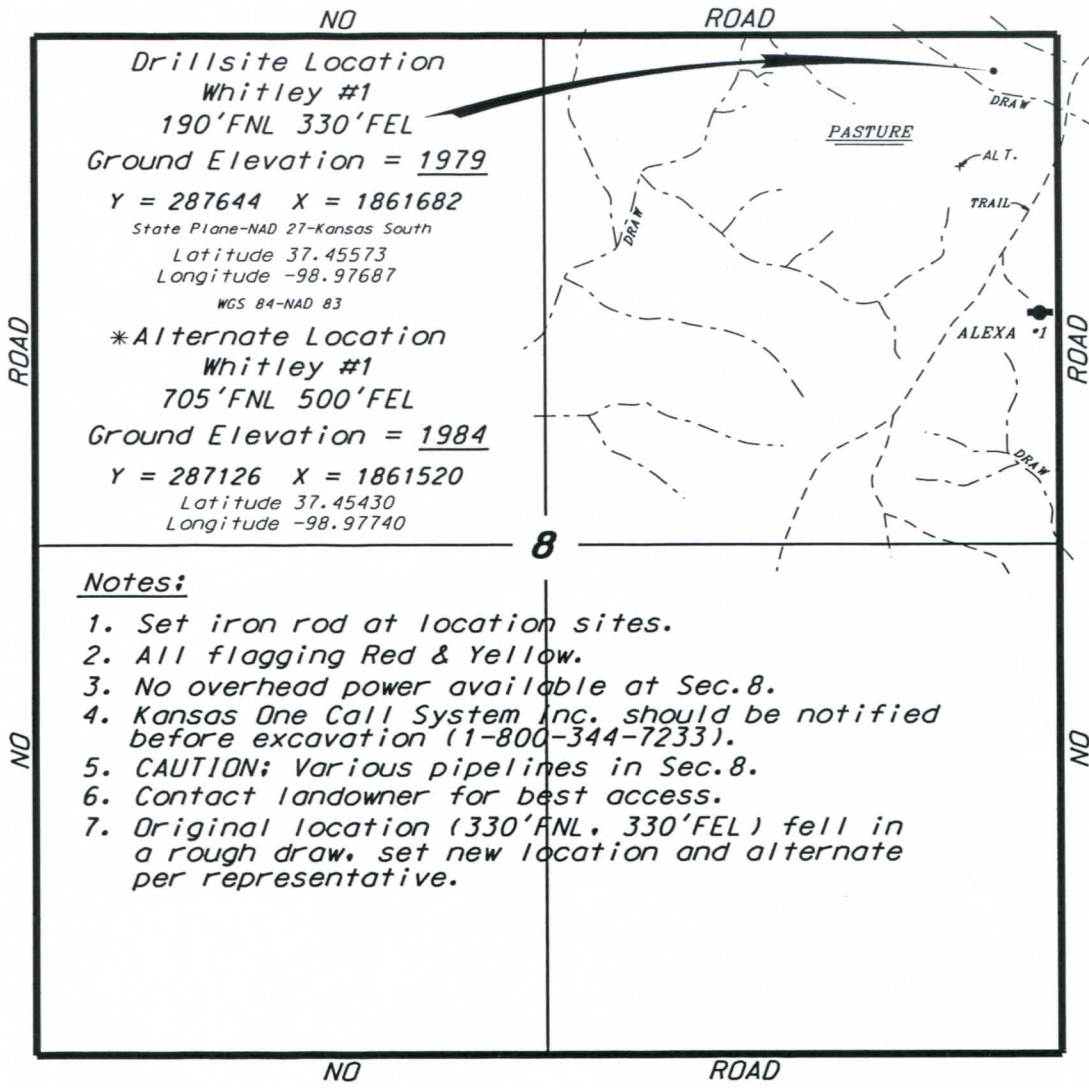 NO ROAD
Drillsite Location
Whitley #1
190'FNL 330'FEL
Ground Elevation = 1979
Y = 287644 X = 1861682
State Plane-NAD 27-Kansas South
Latitude 37.45573
Longitude -98.97687
WGS 84-NAD 83
*Alternate Location
Whitley #1
705'FNL 500'FEL
Ground Elevation = 1984
Y = 287126 X = 1861520
Latitude 37.45430
Longitude -98.97740
DRAW
PASTURE
ALT.
TRAIL
DRAW
ALEXA #1
DRAW
ROAD
ROAD
8
Notes:
1. Set iron rod at location sites.
2. All flagging Red & Yellow.
3. No overhead power available at Sec.8.
4. Kansas One Call System Inc. should be notified
before excavation (1-800-344-7233).
5. CAUTION: Various pipelines in Sec.8.
6. Contact landowner for best access.
7. Original location (330'FNL, 330'FEL) fell in
a rough draw, set new location and alternate
per representative.
NO
NO
NO ROAD